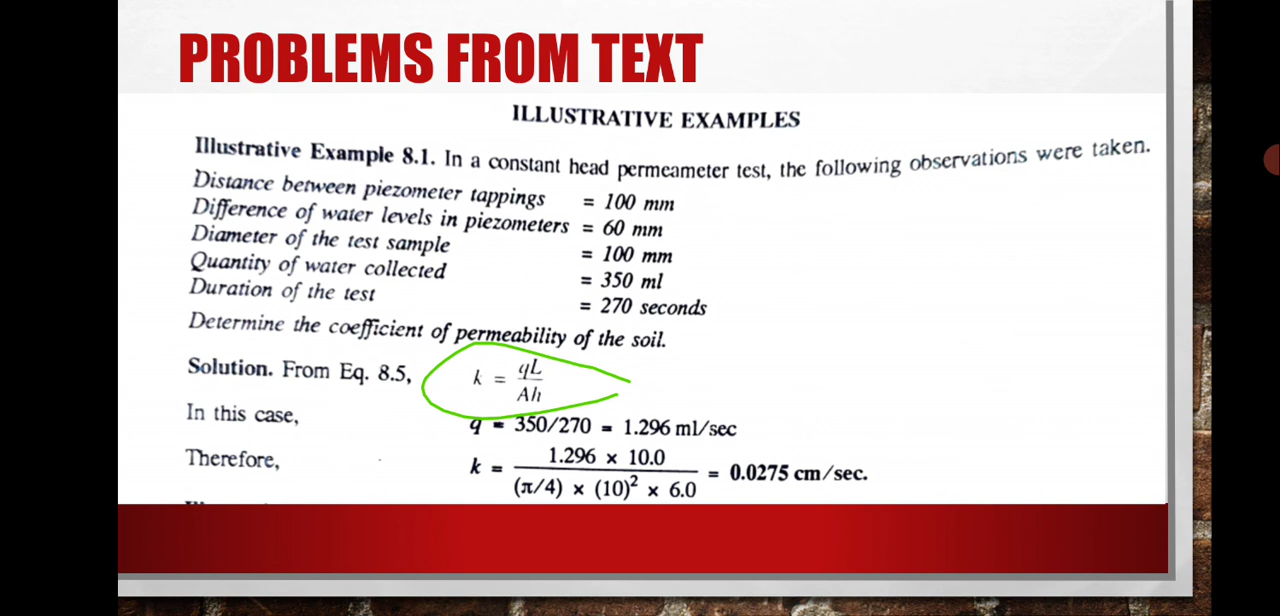 PROBLEMS FROM TEXT
ILLUSTRATIVE EXAMPLES
Illustrative Example 8.1. In a constant head permeameter test, the following observations were taken.
Distance between piezometer tappings = 100 mm
Difference of water levels in piezometers = 60 mm
Diameter of the test sample = 100 mm
Quantity of water collected = 350 ml
Duration of the test = 270 seconds
Determine the coefficient of permeability of the soil.
Solution. From Eq. 8.5, k = qL/Ah
In this case, q = 350/270 = 1.296 ml/sec
Therefore, k = 1.296 × 10.0 / (π/4) × (10)² × 6.0 = 0.0275 cm/sec.